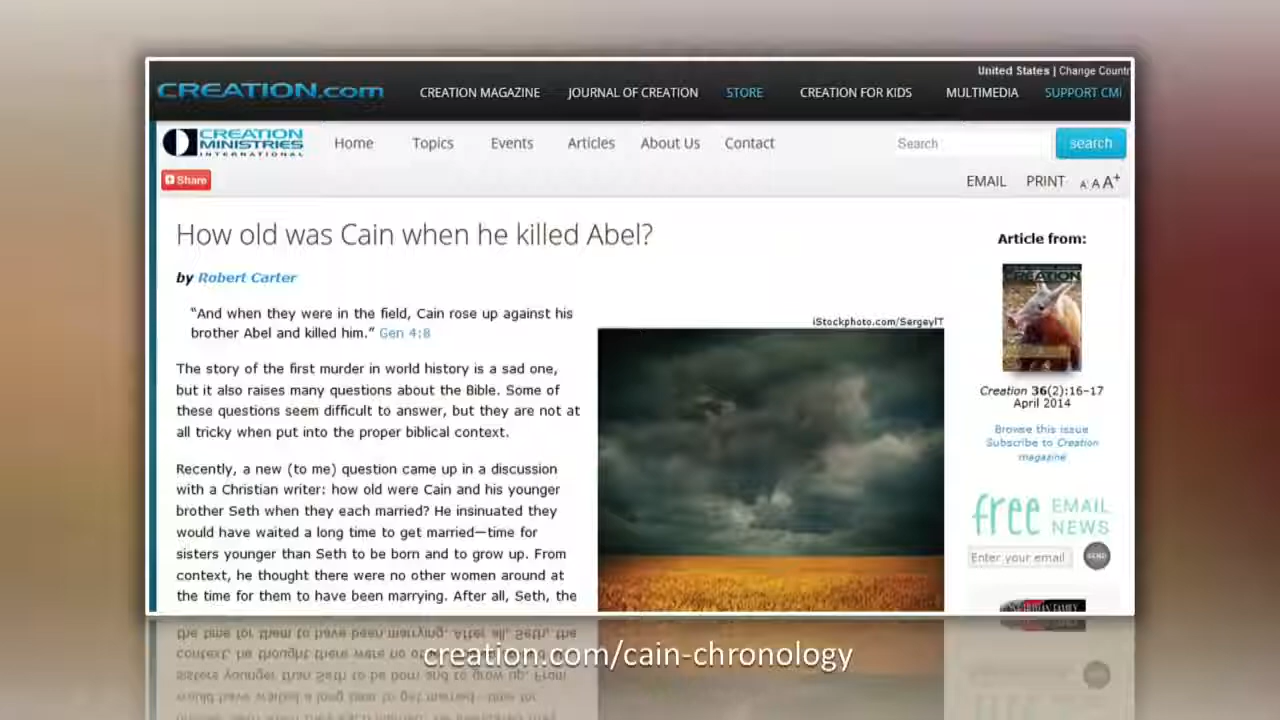 United States | Change Countr
CREATION.com
CREATION MAGAZINE JOURNAL OF CREATION STORE CREATION FOR KIDS MULTIMEDIA SUPPORT CMI
CREATION
MINISTRIES
INTERNATIONAL
Home Topics Events Articles About Us Contact Search search
Share
EMAIL PRINT A A A+
How old was Cain when he killed Abel?
by Robert Carter
“And when they were in the field, Cain rose up against his
brother Abel and killed him.” Gen 4:8
The story of the first murder in world history is a sad one,
but it also raises many questions about the Bible. Some of
these questions seem difficult to answer, but they are not at
all tricky when put into the proper biblical context.
Recently, a new (to me) question came up in a discussion
with a Christian writer: how old were Cain and his younger
brother Seth when they each married? He insinuated they
would have waited a long time to get married—time for
sisters younger than Seth to be born and to grow up. From
context, he thought there were no other women around at
the time for them to have been marrying. After all, Seth, the
iStockphoto.com/SergeyIT
Article from:
CREATION
Creation 36(2):16–17
April 2014
Browse this issue
Subscribe to Creation
magazine
free EMAIL
NEWS
Enter your email SEND
creation.com/cain-chronology